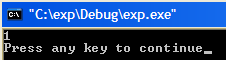 C:\ "C:\exp\Debug\exp.exe"
1
Press any key to continue_